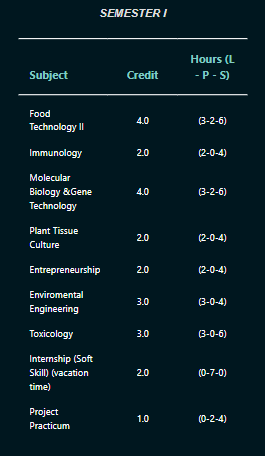 SEMESTER I
Subject Credit Hours (L
- P - S)
Food
Technology II 4.0 (3-2-6)
Immunology 2.0 (2-0-4)
Molecular
Biology &Gene 4.0 (3-2-6)
Technology
Plant Tissue
Culture 2.0 (2-0-4)
Entrepreneurship 2.0 (2-0-4)
Enviromental
Engineering 3.0 (3-0-4)
Toxicology 3.0 (3-0-6)
Internship (Soft
Skill) (vacation 2.0 (0-7-0)
time)
Project
Practicum 1.0 (0-2-4)